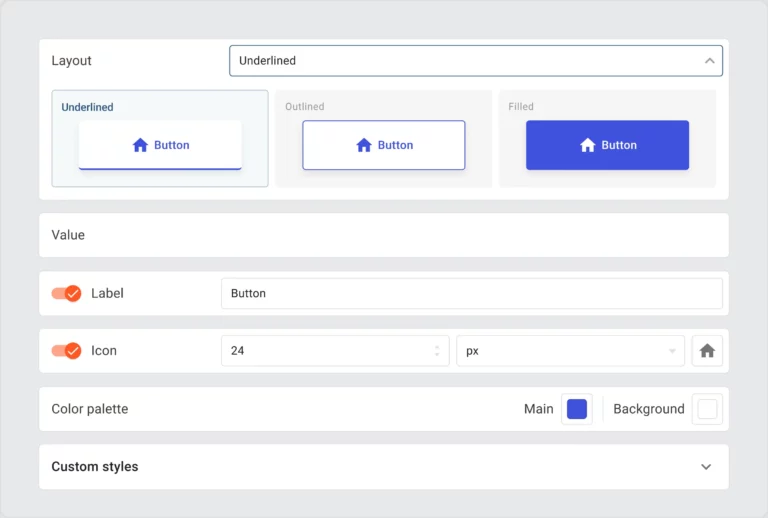 Layout
Underlined
Underlined
Outlined
Filled
Button
Button
Button
Value
Label
Button
Icon
24
px
Color palette
Main
Background
Custom styles